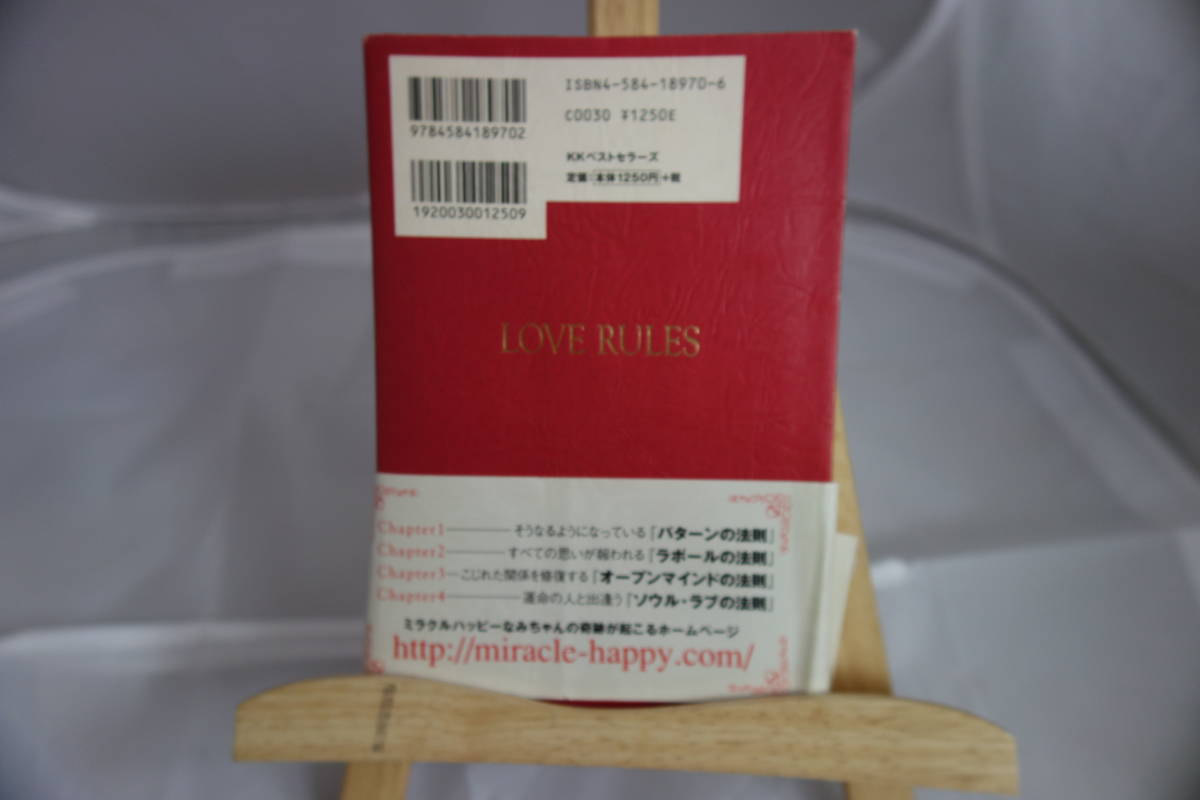 ISBN4-584-18970-6
C0030 ¥1250E
9784584189702
KKベストセラーズ
定価:本体1250円+税
1920030012509
LOVE RULES
Chapter1 そうなるようになっている「パターンの法則」
Chapter2 すべての思いが報われる「ラポールの法則」
Chapter3 こじれた関係を修復する「オープンマインドの法則」
Chapter4 運命の人と出逢う「ソウル・ラブの法則」
ミラクルハッピーなみちゃんの奇跡が起こるホームページ
http://miracle-happy.com/